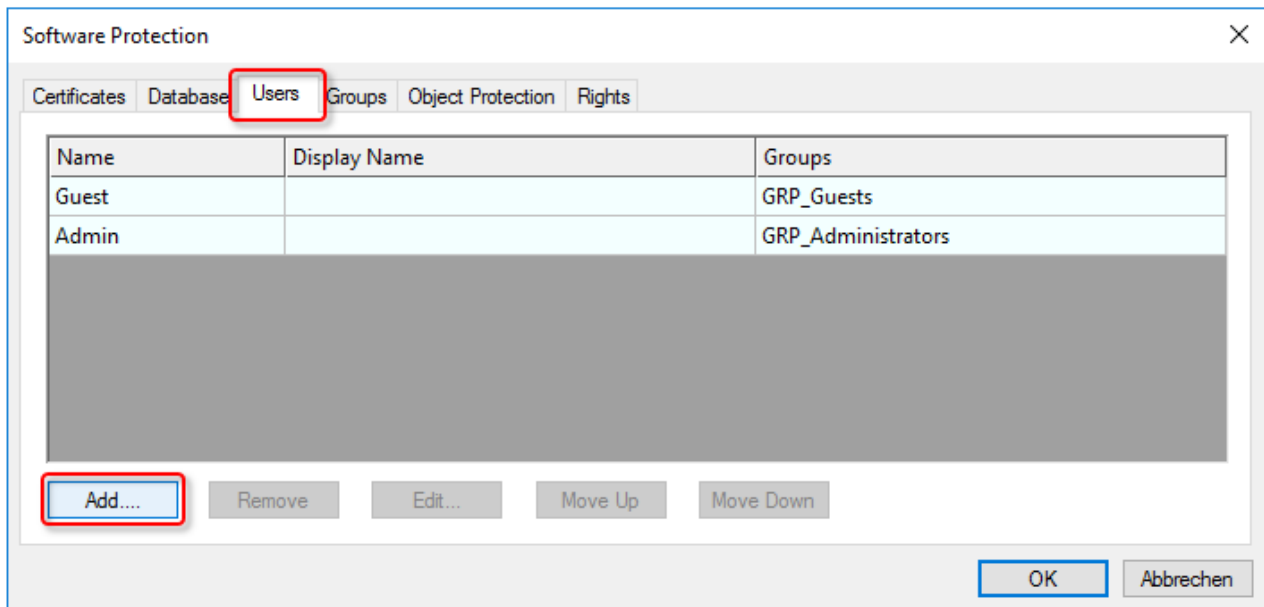 Software Protection
Certificates Database Users Groups Object Protection Rights
Name Display Name Groups
Guest GRP_Guests
Admin GRP_Administrators
Add.... Remove Edit... Move Up Move Down
OK Abbrechen